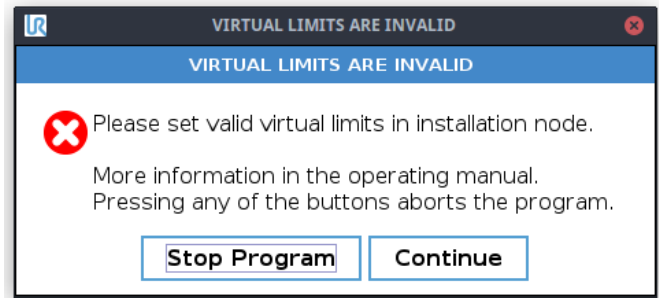 UR
VIRTUAL LIMITS ARE INVALID
VIRTUAL LIMITS ARE INVALID
Please set valid virtual limits in installation node.
More information in the operating manual.
Pressing any of the buttons aborts the program.
Stop Program
Continue